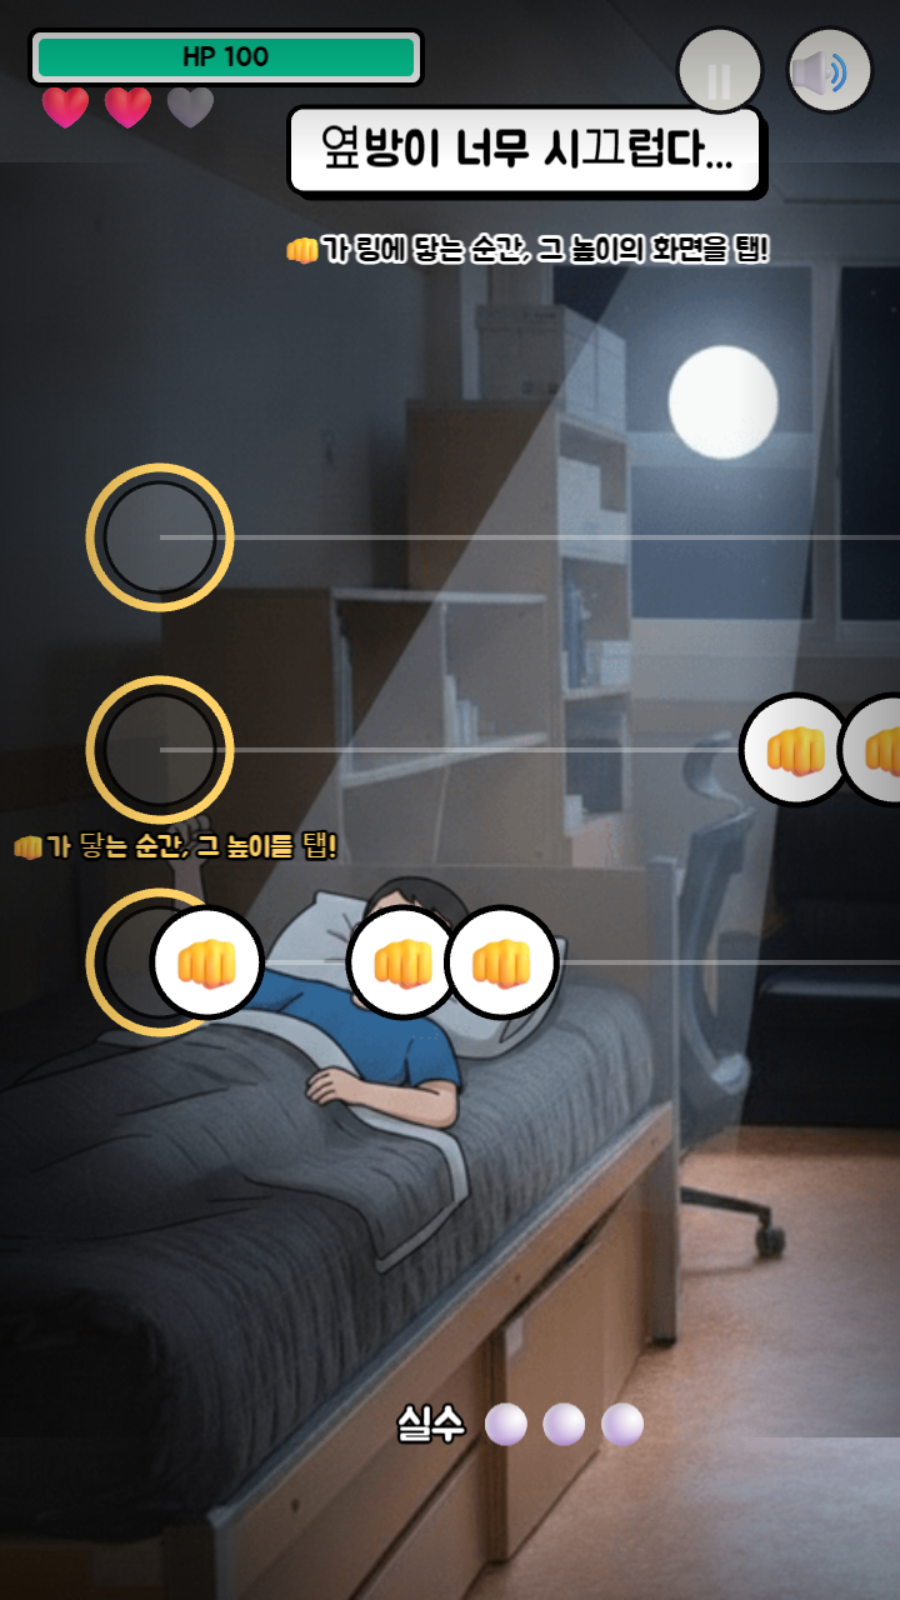 HP 100
옆방이 너무 시끄럽다...
👊가 링에 닿는 순간, 그 높이의 화면을 탭!
👊가 닿는 순간, 그 높이를 탭!
실수